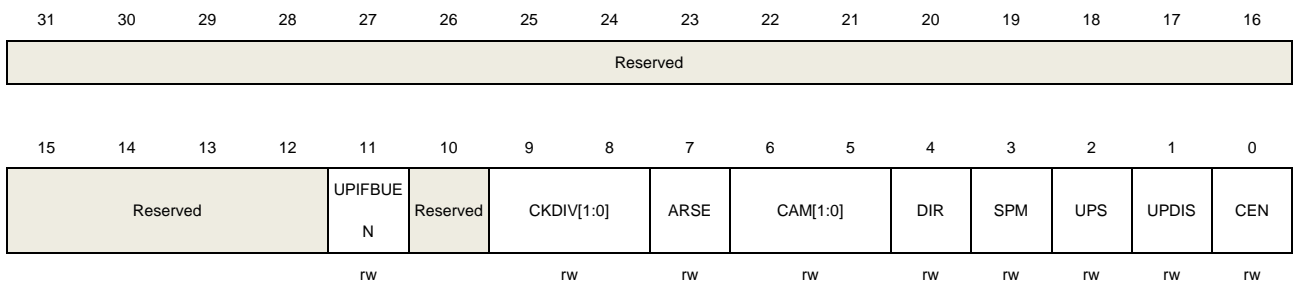 31 30 29 28 27 26 25 24 23 22 21 20 19 18 17 16
Reserved
15 14 13 12 11 10 9 8 7 6 5 4 3 2 1 0
Reserved UPIFBUE
N Reserved CKDIV[1:0] ARSE CAM[1:0] DIR SPM UPS UPDIS CEN
rw rw rw rw rw rw rw rw rw